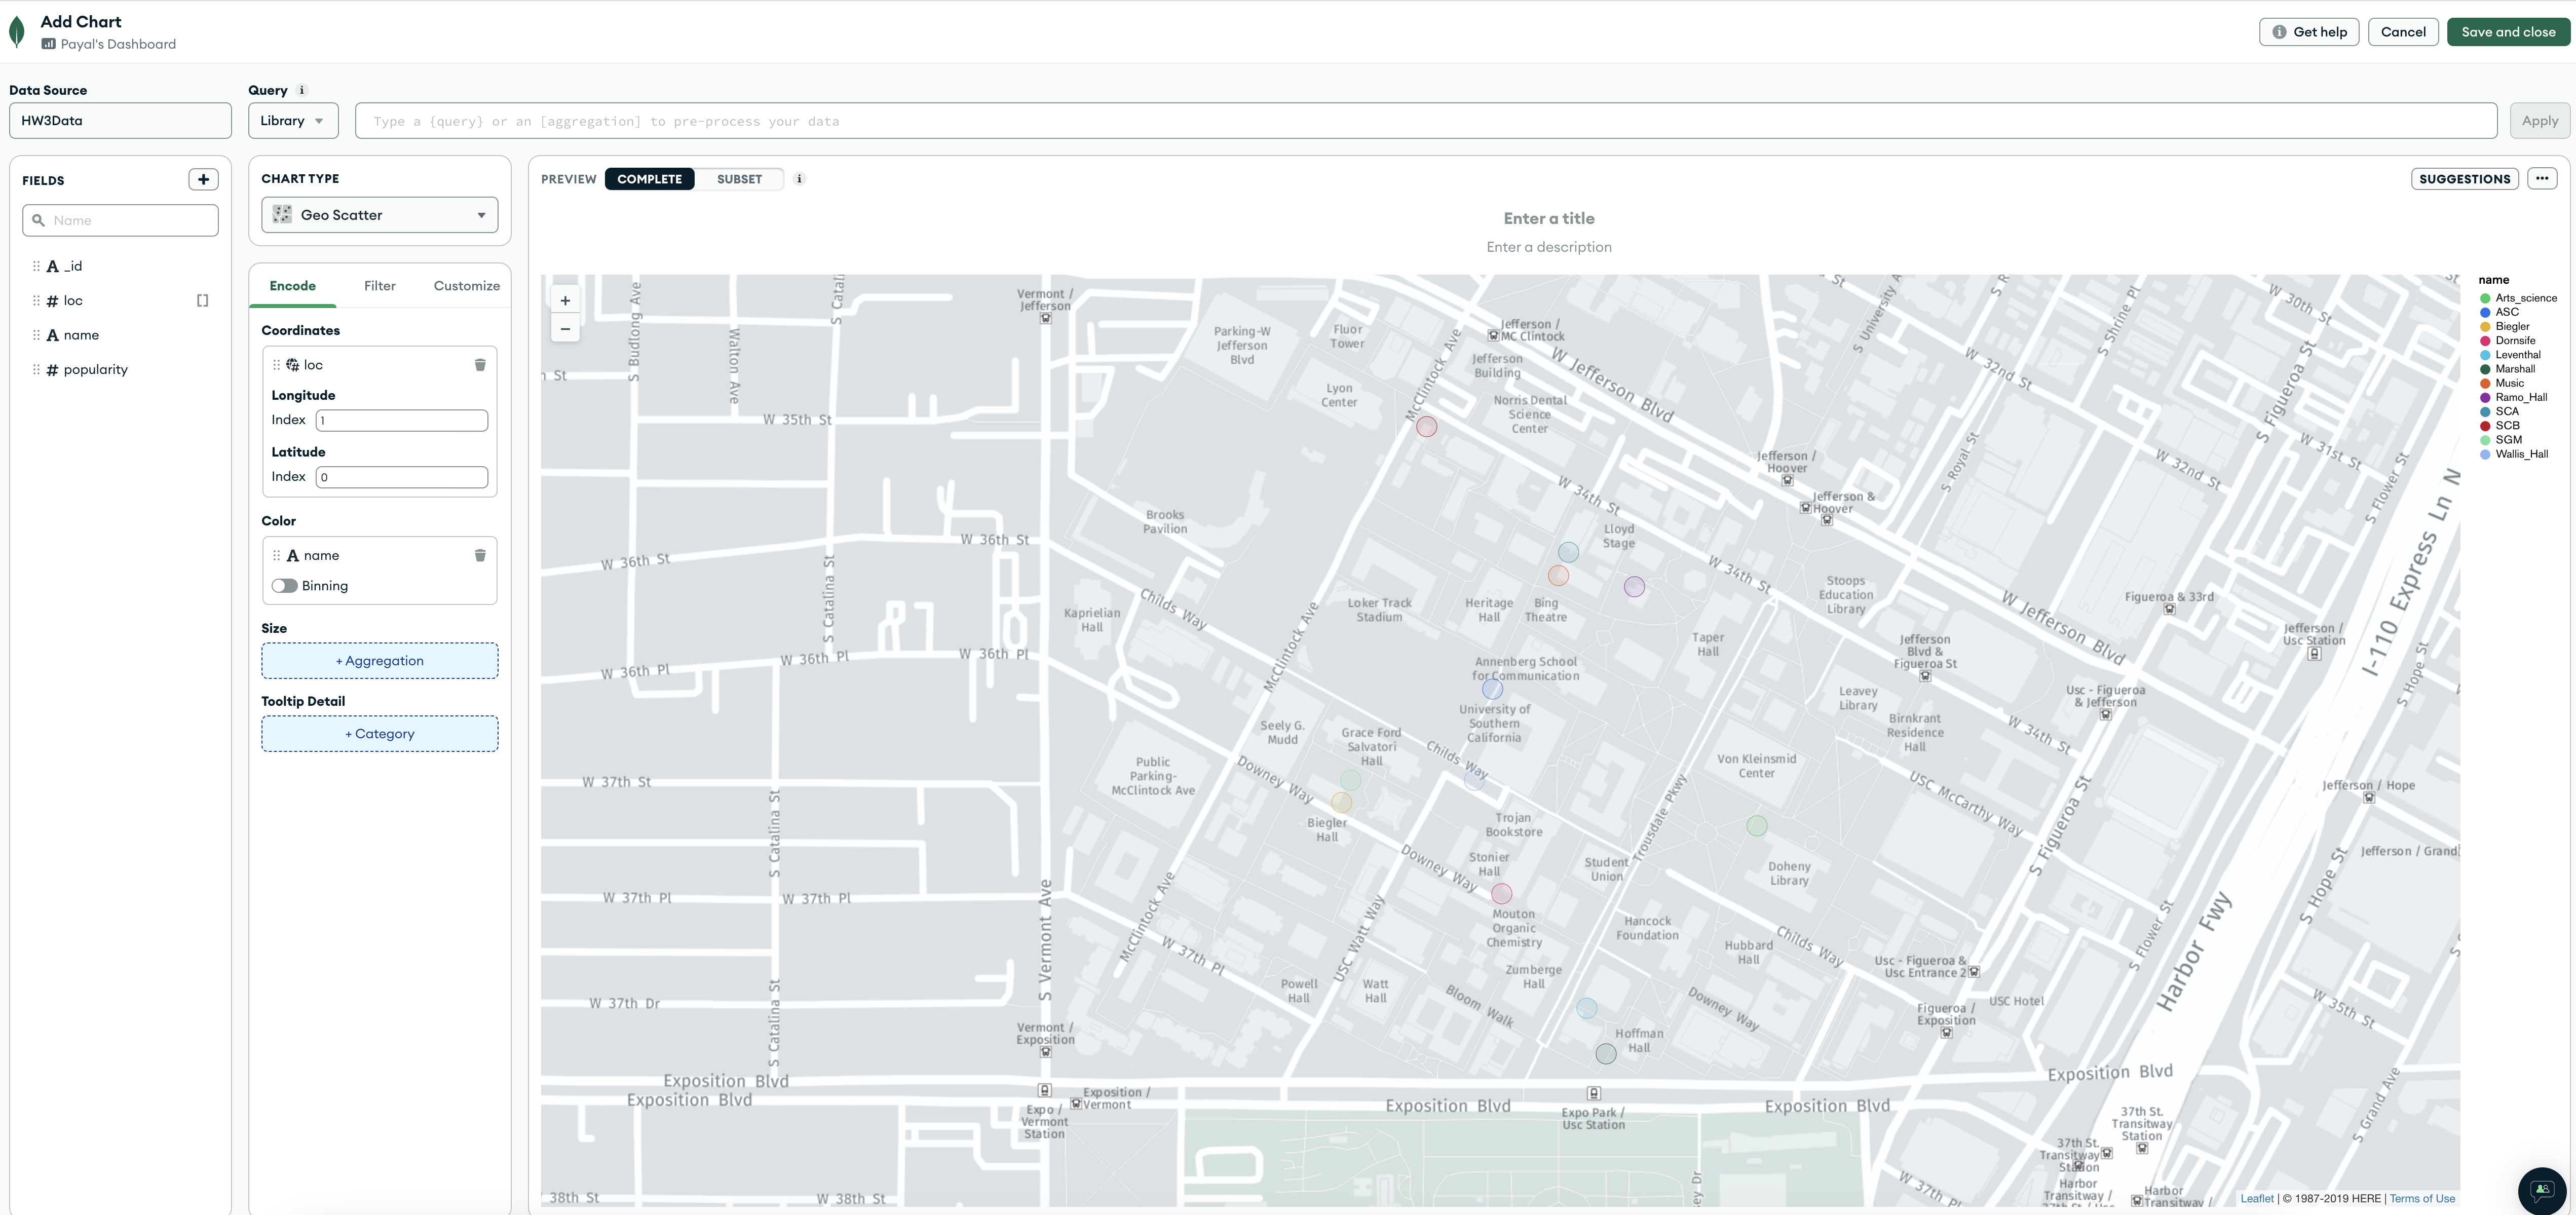 Add Chart
Payal's Dashboard
Get help
Cancel
Save and close
Data Source
Query
HW3Data
Library
Type a {query} or an [aggregation] to pre-process your data
Apply
FIELDS
Name
_id
loc
name
popularity
CHART TYPE
Geo Scatter
Encode
Filter
Customize
Coordinates
loc
Longitude
Index 1
Latitude
Index 0
Color
name
Binning
Size
+ Aggregation
Tooltip Detail
+ Category
PREVIEW
COMPLETE
SUBSET
SUGGESTIONS
Enter a title
Enter a description
name
Arts_science
ASC
Biegler
Dornsife
Leventhal
Marshall
Music
Ramo_Hall
SCA
SCB
SGM
Wallis_Hall
S Budlong Ave
Walton Ave
S Catali
Vermont /
Jefferson
Parking-W
Jefferson
Blvd
Fluor
Tower
Lyon
Center
McClintock Ave
Jefferson /
MC Clintock
Jefferson
Building
W Jefferson Blvd
Norris Dental
Science
Center
St
S University A
S R
S Shrine Pl
W 30th St
W 32nd St
S Figueroa St
W 31st St
S Flower St
W 32nd St
S Royal St
I-110 Express Ln N
n St
W 35th St
Jefferson /
Hoover
Jefferson &
Hoover
W 34th St
Lloyd
Stage
Brooks
Pavilion
W 36th St
W 36th St
S Catalina St
Kaprielian
Hall
Childs Way
Loker Track
Stadium
Heritage
Hall
Bing
Theatre
W 34th St
Stoops
Education
Library
W Jefferson Blvd
Figueroa & 33rd
Jefferson /
Usc Station
S Hope St
Taper
Hall
Jefferson
Blvd &
Figueroa St
W 36th Pl
W 36th Pl
W 36th Pl
McClintock Ave
Annenberg School
for Communication
University of
Southern
California
Leavey
Library
Birnkrant
Residence
Hall
Usc - Figueroa
& Jefferson
W 34th St
Seely G.
Mudd
Grace Ford
Salvatori
Hall
Childs Way
Von Kleinsmid
Center
Public
Parking-
McClintock Ave
Downey Way
W 37th St
Biegler
Hall
Trojan
Bookstore
Trousdale Pkwy
USC McCarthy Way
S Figueroa St
Jefferson / Hope
Jefferson / Grand
S Catalina St
Downey Way
Stonier
Hall
Student
Union
Doheny
Library
W 37th Pl
W 37th Pl
S Vermont Ave
McClintock Ave
W 37th Pl
USC Watt Way
Mouton
Organic
Chemistry
Hancock
Foundation
Hubbard
Hall
Childs Way
Usc - Figueroa &
Usc Entrance 2
S Flower St
Harbor Fwy
S Hope St
Powell
Hall
Watt
Hall
Zumberge
Hall
Bloom Walk
W 37th Dr
S Catalina St
Vermont /
Exposition
Hoffman
Hall
Downey Way
USC Hotel
Figueroa /
Exposition
W 35th St
Exposition Blvd
Exposition Blvd
Expo /
Vermont
Station
Exposition /
Vermont
Exposition Blvd
Expo Park /
Usc Station
Exposition Blvd
Exposition Blvd
S Grand Ave
37th St.
Transitway
Station
37th St.
Transitway
Station
38th St
W 38th St
sey Dr
W 37th Pl
Harbor
Transitway /
Harbor
Transitway /
Leaflet | © 1987-2019 HERE | Terms of Use